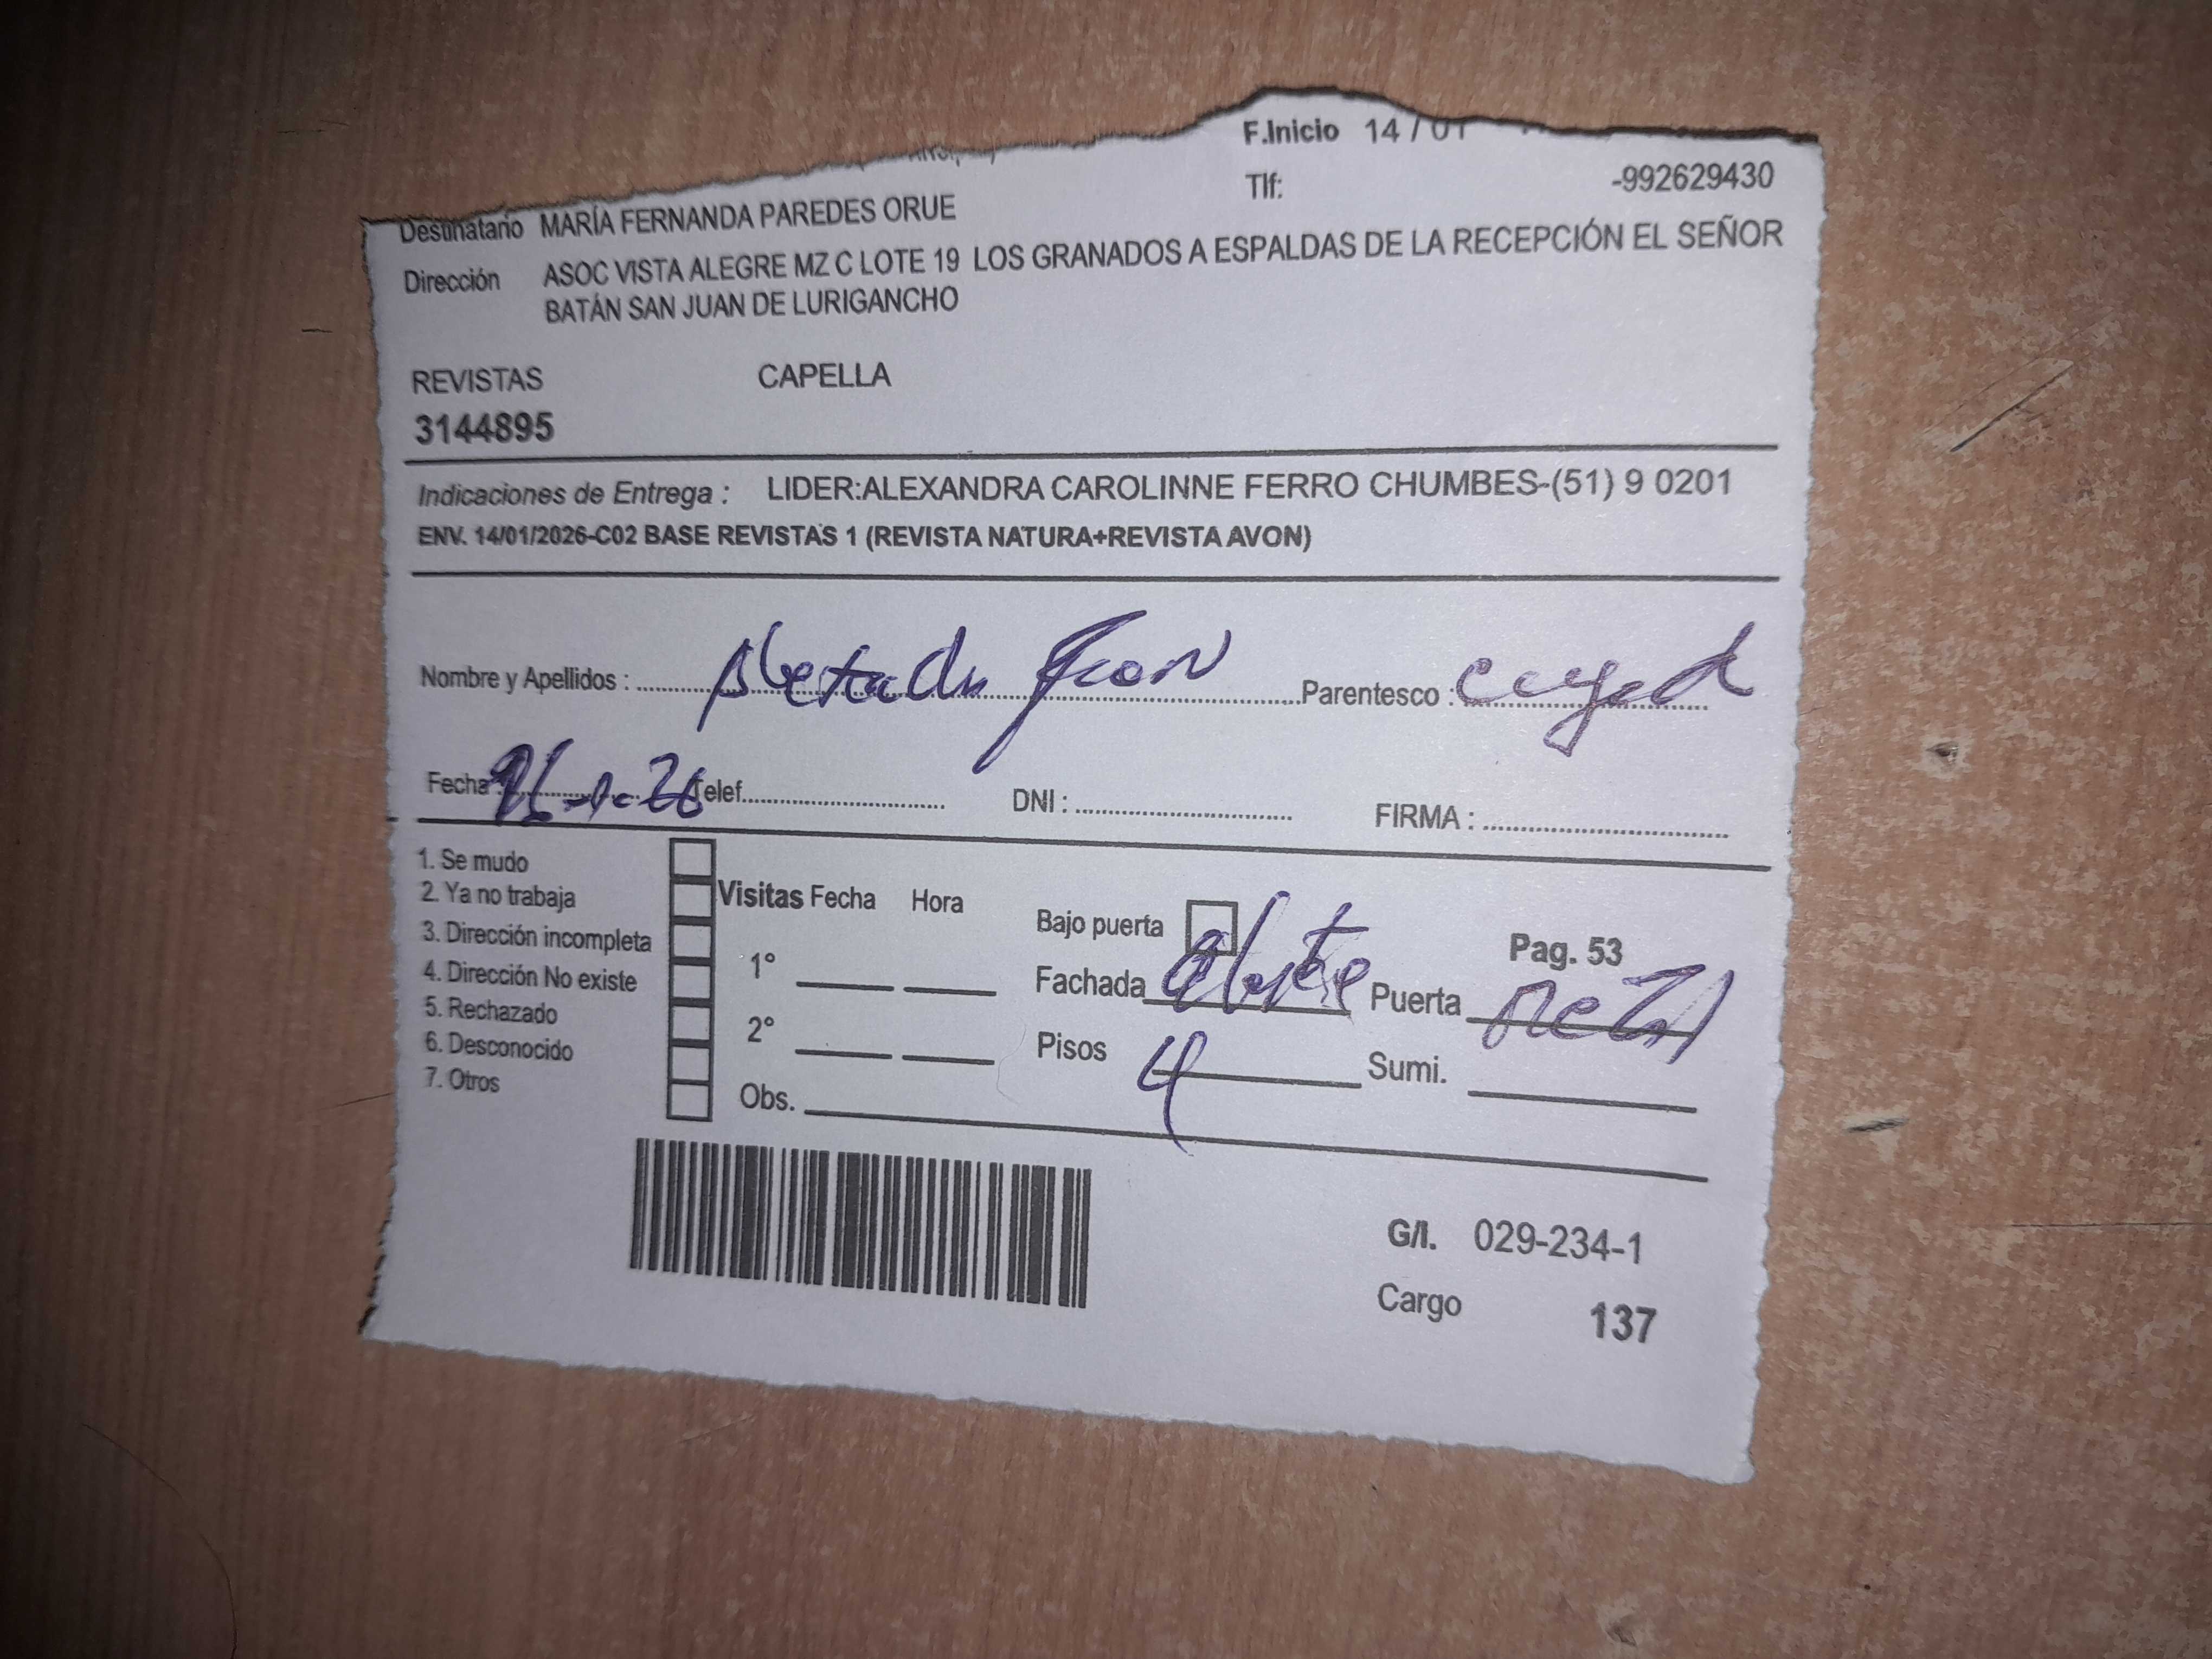 F.Inicio 14 / 01
Tlf: -992629430
Destinatario MARÍA FERNANDA PAREDES ORUE
Dirección ASOC VISTA ALEGRE MZ C LOTE 19 LOS GRANADOS A ESPALDAS DE LA RECEPCIÓN EL SEÑOR
BATÁN SAN JUAN DE LURIGANCHO
REVISTAS CAPELLA
3144895
Indicaciones de Entrega : LIDER:ALEXANDRA CAROLINNE FERRO CHUMBES-(51) 9 0201
ENV. 14/01/2026-C02 BASE REVISTAS 1 (REVISTA NATURA+REVISTA AVON)
Nombre y Apellidos : Parentesco :
Fecha : Telef. DNI : FIRMA :
1. Se mudo
2. Ya no trabaja
3. Dirección incompleta
4. Dirección No existe
5. Rechazado
6. Desconocido
7. Otros
Visitas Fecha Hora
1°
2°
Obs.
Bajo puerta
Pag. 53
Fachada Puerta
Pisos 4 Sumi.
G/I. 029-234-1
Cargo 137